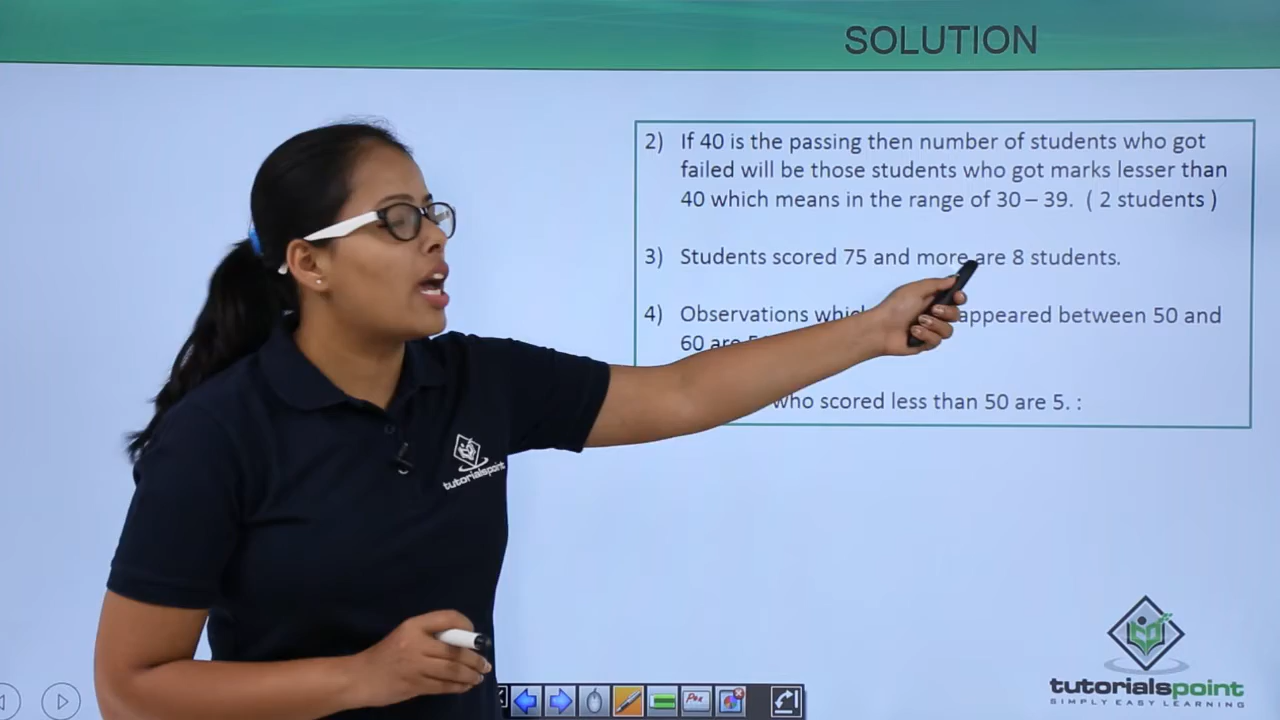 SOLUTION
2) If 40 is the passing then number of students who got
failed will be those students who got marks lesser than
40 which means in the range of 30 – 39. ( 2 students )
3) Students scored 75 and more are 8 students.
4) Observations appeared between 50 and
60 are
who scored less than 50 are 5. :
tutorialspoint
Pen
tutorialspoint
SIMPLY EASY LEARNING